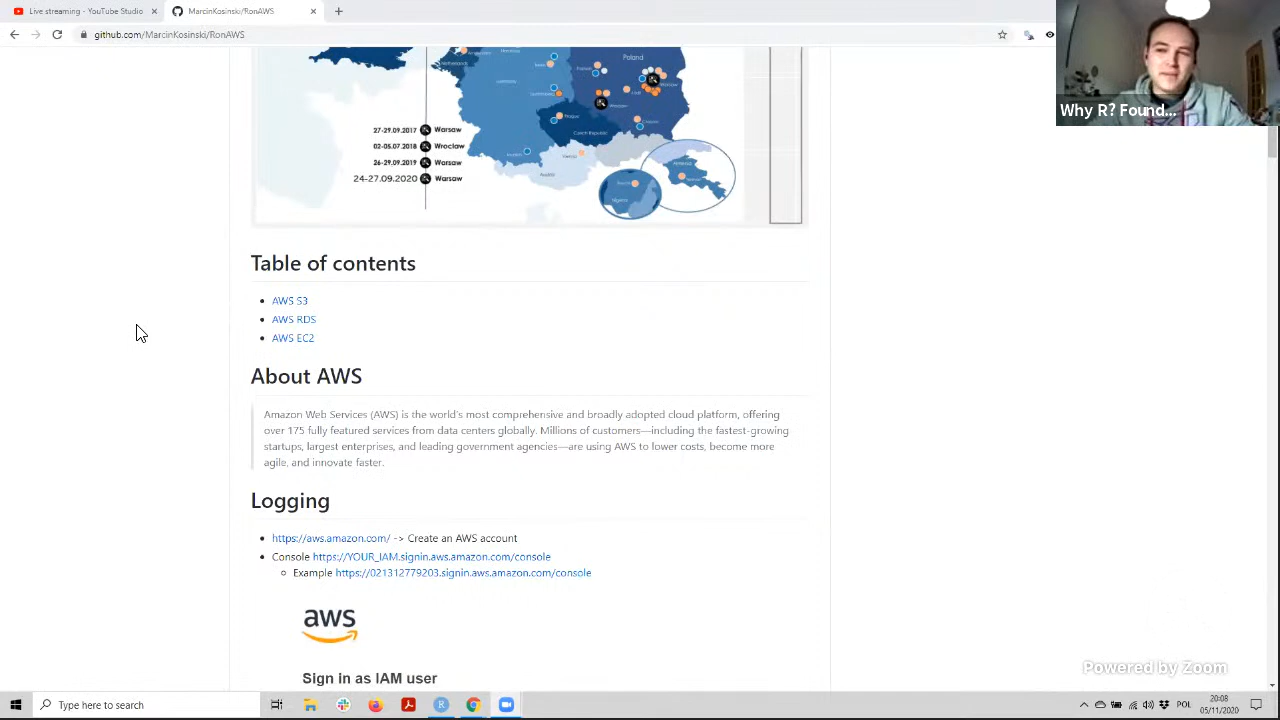 Live streaming - YouTube Studio
MarcinKosinski/RonAWS
github.com/MarcinKosinski/RonAWS
Why R? Found...
Poland
Netherlands
Germany
Czech Republic
Prague
Austria
27-29.09.2017 Warsaw
02-05.07.2018 Wroclaw
26-29.09.2019 Warsaw
24-27.09.2020 Warsaw
Table of contents
AWS S3
AWS RDS
AWS EC2
About AWS
Amazon Web Services (AWS) is the world's most comprehensive and broadly adopted cloud platform, offering
over 175 fully featured services from data centers globally. Millions of customers—including the fastest-growing
startups, largest enterprises, and leading government agencies—are using AWS to lower costs, become more
agile, and innovate faster.
Logging
https://aws.amazon.com/ -> Create an AWS account
Console https://YOUR_IAM.signin.aws.amazon.com/console
Example https://021312779203.signin.aws.amazon.com/console
aws
Sign in as IAM user
Powered by Zoom
Type here to search
POL
20:08
05/11/2020